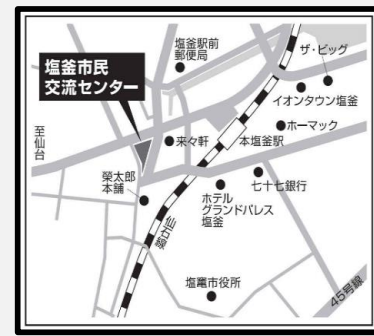 塩釜駅前
郵便局
ザ・ビッグ
塩釜市民
交流センター
イオンタウン塩釜
ホーマック
至仙台
来々軒
本塩釜駅
榮太郎
本舗
七十七銀行
ホテル
グランドパレス
塩釜
仙石線
塩竈市役所
45号線